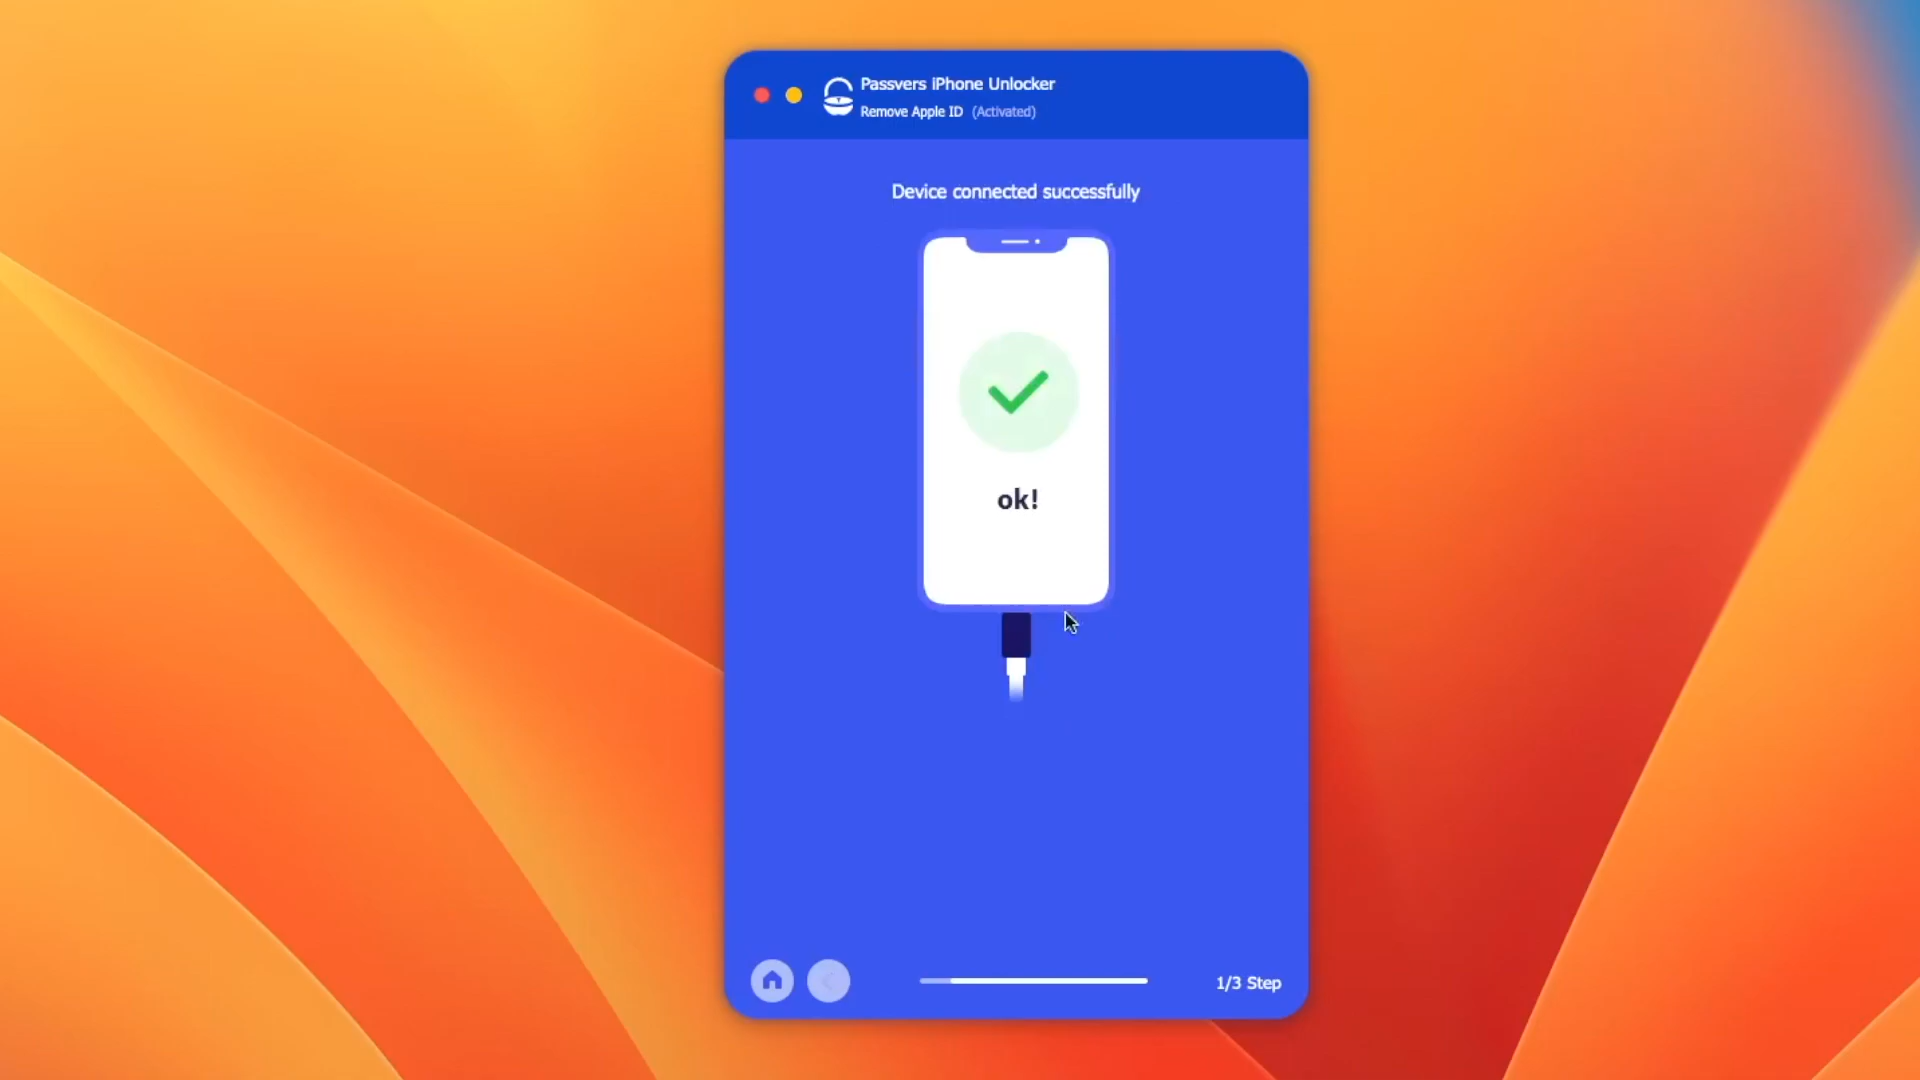 Passvers iPhone Unlocker
Remove Apple ID (Activated)
Device connected successfully
ok!
1/3 Step